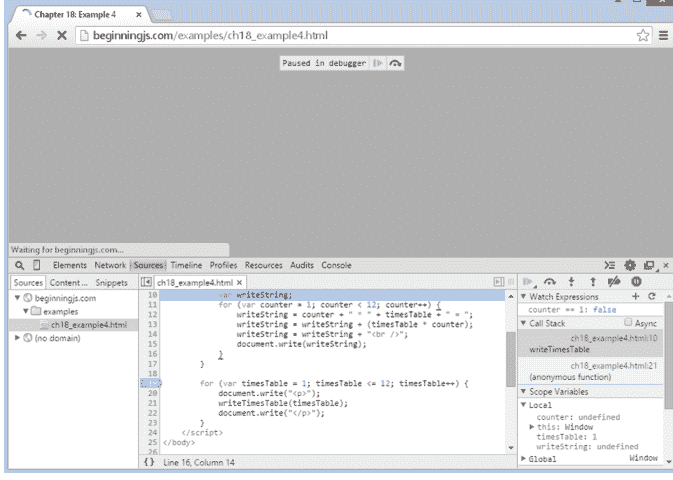 Chapter 18: Example 4
beginningjs.com/examples/ch18_example4.html
Paused in debugger
Waiting for beginningjs.com...
Elements Network Sources Timeline Profiles Resources Audits Console
Sources Content... Snippets
ch18_example4.html
beginningjs.com
examples
ch18_example4.html
(no domain)
10 var writeString;
11 for (var counter = 1; counter < 12; counter++) {
12 writeString = counter + " * " + timesTable + " = ";
13 writeString = writeString + (timesTable * counter);
14 writeString = writeString + "<br />";
15 document.write(writeString);
16 }
17 }
18
for (var timesTable = 1; timesTable <= 12; timesTable++) {
20 document.write("<p>");
21 writeTimesTable(timesTable);
22 document.write("</p>");
23 }
24 </script>
25 </body>
26
{} Line 16, Column 14
Watch Expressions
counter == 1: false
Call Stack Async
ch18_example4.html:10
writeTimesTable
ch18_example4.html:21
(anonymous function)
Scope Variables
Local
counter: undefined
this: Window
timesTable: 1
writeString: undefined
Global Window